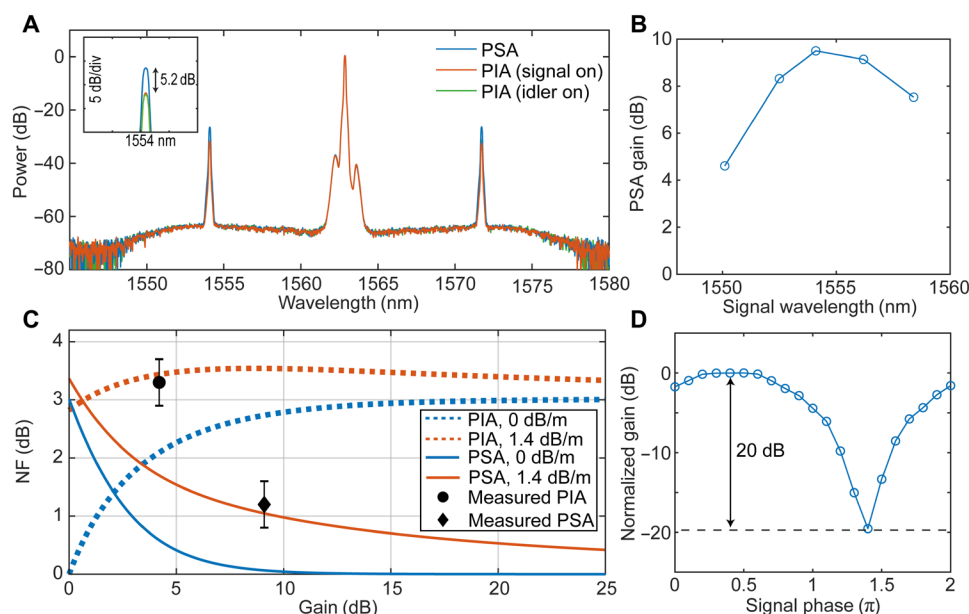 A
Power (dB)
0
−20
−40
−60
−80
1550
1555
1560
1565
1570
1575
1580
Wavelength (nm)
5 dB/div
5.2 dB
1554 nm
PSA
PIA (signal on)
PIA (idler on)
B
PSA gain (dB)
10
8
6
4
2
0
1550
1555
1560
Signal wavelength (nm)
C
NF (dB)
4
3
2
1
0
0
5
10
15
20
25
Gain (dB)
PIA, 0 dB/m
PIA, 1.4 dB/m
PSA, 0 dB/m
PSA, 1.4 dB/m
Measured PIA
Measured PSA
D
Normalized gain (dB)
0
−10
−20
20 dB
0
0.5
1.0
1.5
2
Signal phase (π)